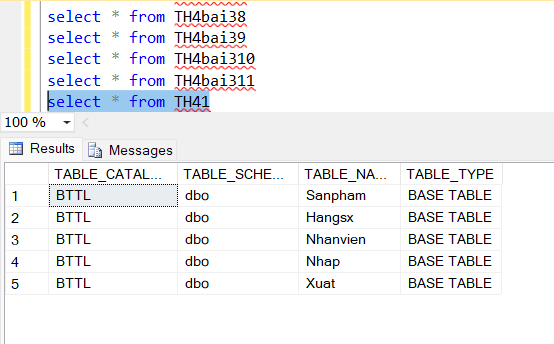 select * from TH4bai38
select * from TH4bai39
select * from TH4bai310
select * from TH4bai311
select * from TH41
100 %
Results Messages
TABLE_CATAL... TABLE_SCHE... TABLE_NA... TABLE_TYPE
1 BTTL dbo Sanpham BASE TABLE
2 BTTL dbo Hangsx BASE TABLE
3 BTTL dbo Nhanvien BASE TABLE
4 BTTL dbo Nhap BASE TABLE
5 BTTL dbo Xuat BASE TABLE